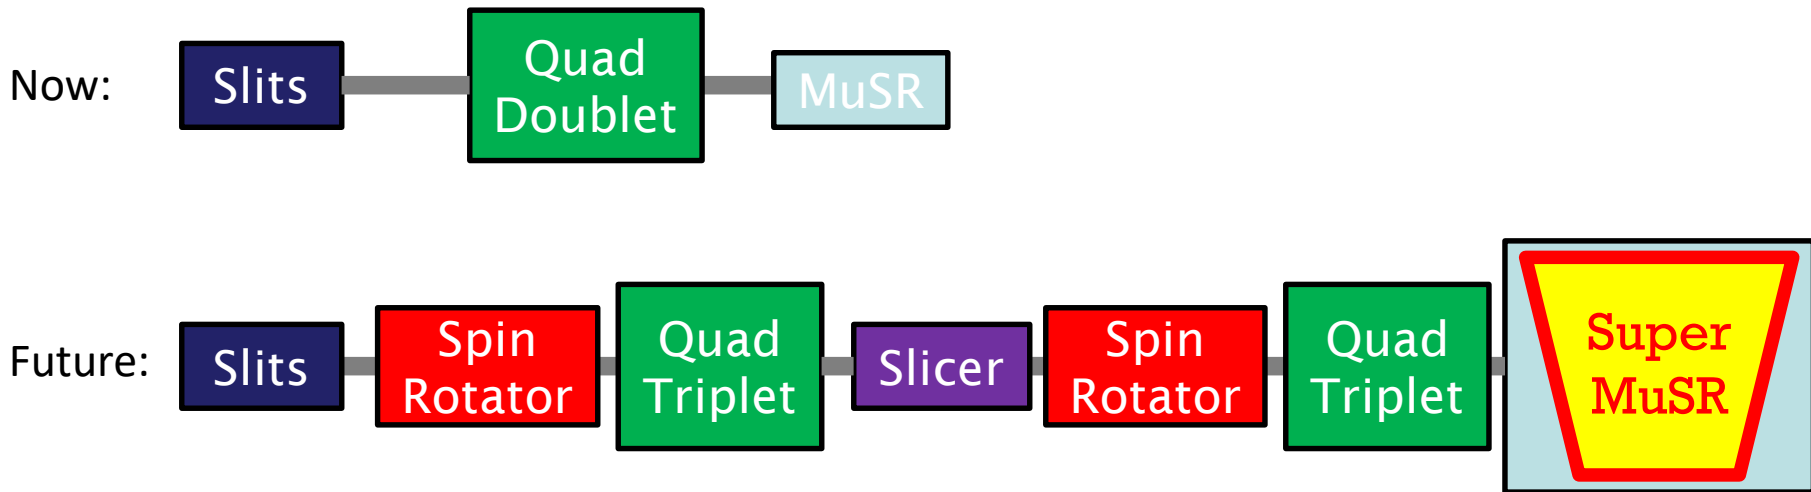 Now:
Slits
Quad
Doublet
MuSR
Future:
Slits
Spin
Rotator
Quad
Triplet
Slicer
Spin
Rotator
Quad
Triplet
Super
MuSR